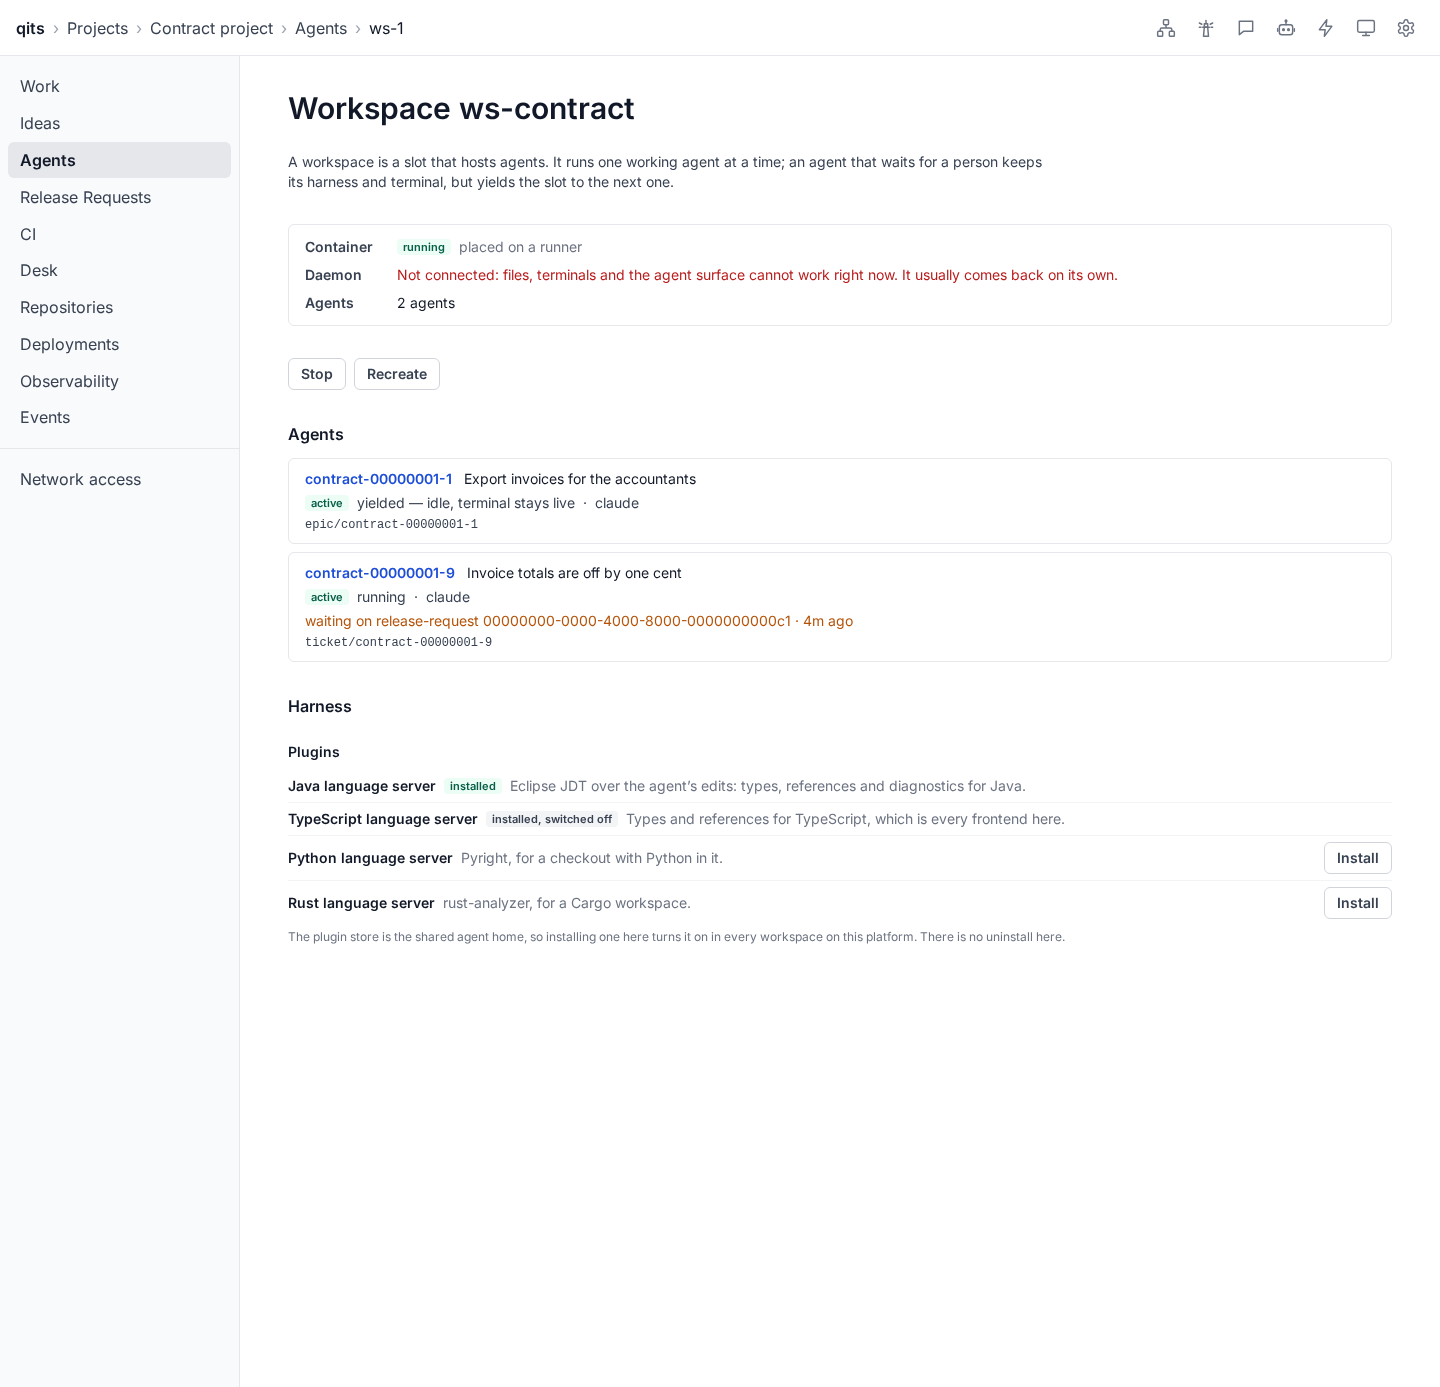 qits › Projects › Contract project › Agents › ws-1
Work
Ideas
Agents
Release Requests
CI
Desk
Repositories
Deployments
Observability
Events
Network access
Workspace ws-contract
A workspace is a slot that hosts agents. It runs one working agent at a time; an agent that waits for a person keeps
its harness and terminal, but yields the slot to the next one.
Container running placed on a runner
Daemon Not connected: files, terminals and the agent surface cannot work right now. It usually comes back on its own.
Agents 2 agents
Stop Recreate
Agents
contract-00000001-1 Export invoices for the accountants
active yielded — idle, terminal stays live · claude
epic/contract-00000001-1
contract-00000001-9 Invoice totals are off by one cent
active running · claude
waiting on release-request 00000000-0000-4000-8000-0000000000c1 · 4m ago
ticket/contract-00000001-9
Harness
Plugins
Java language server installed Eclipse JDT over the agent’s edits: types, references and diagnostics for Java.
TypeScript language server installed, switched off Types and references for TypeScript, which is every frontend here.
Python language server Pyright, for a checkout with Python in it. Install
Rust language server rust-analyzer, for a Cargo workspace. Install
The plugin store is the shared agent home, so installing one here turns it on in every workspace on this platform. There is no uninstall here.